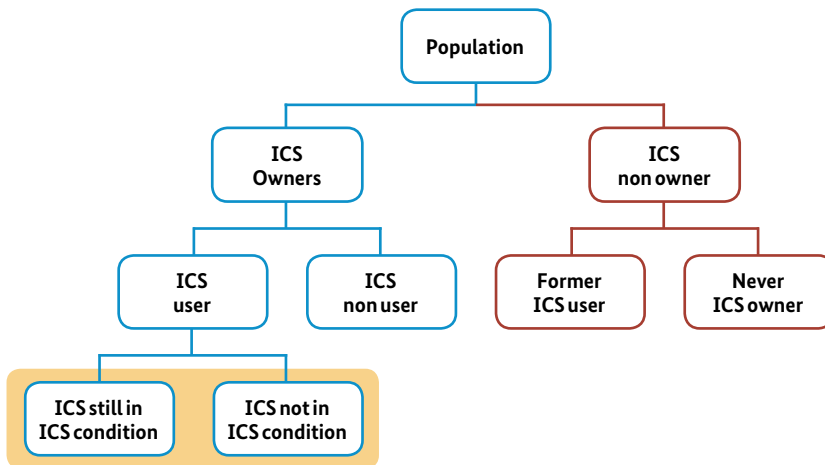 Population
ICS
Owners
ICS
non owner
ICS
user
ICS
non user
Former
ICS user
Never
ICS owner
ICS still in
ICS condition
ICS not in
ICS condition